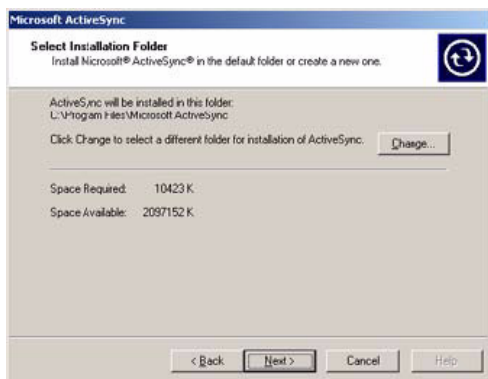 Microsoft ActiveSync
Select Installation Folder
Install Microsoft® ActiveSync® in the default folder or create a new one.
ActiveSync will be installed in this folder:
C:\Program Files\Microsoft ActiveSync
Click Change to select a different folder for installation of ActiveSync.
Change...
Space Required: 10423 K
Space Available: 2097152 K
< Back
Next >
Cancel
Help